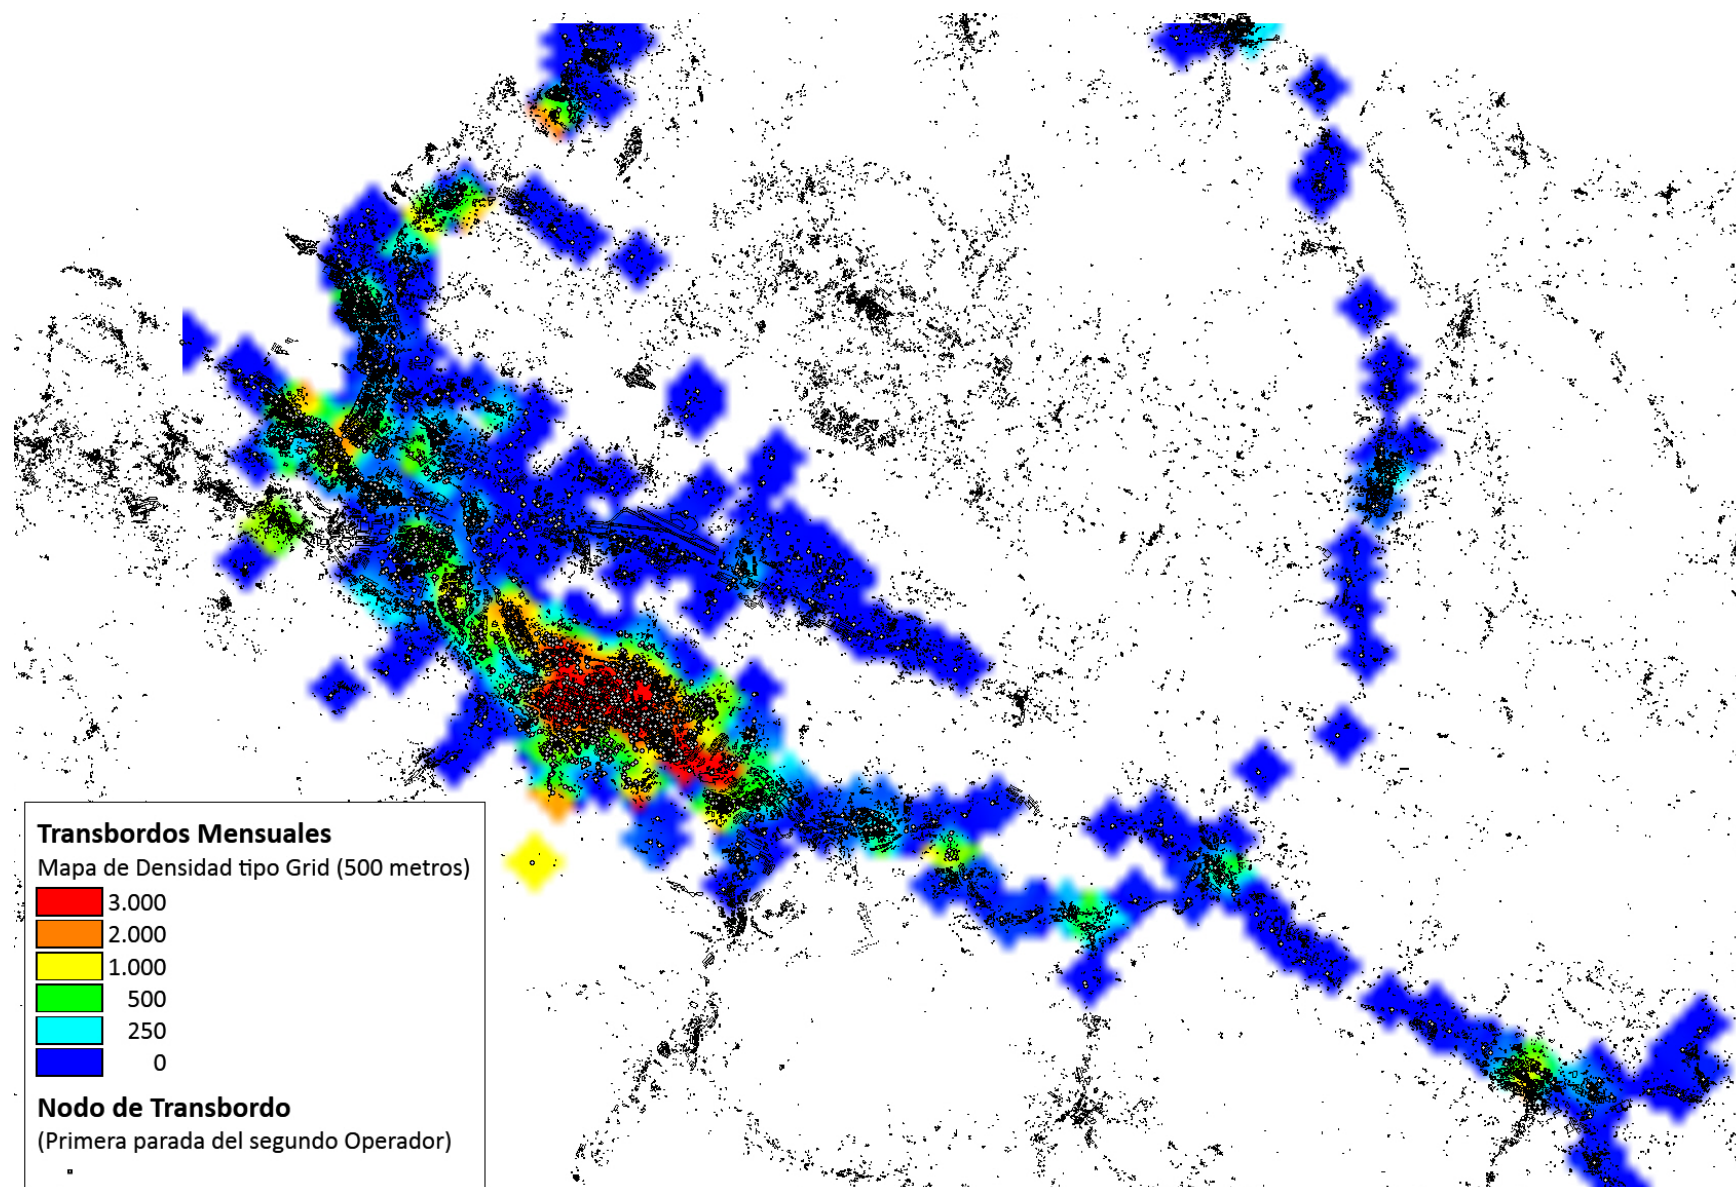 Transbordos Mensuales
Mapa de Densidad tipo Grid (500 metros)
3.000
2.000
1.000
500
250
0
Nodo de Transbordo
(Primera parada del segundo Operador)